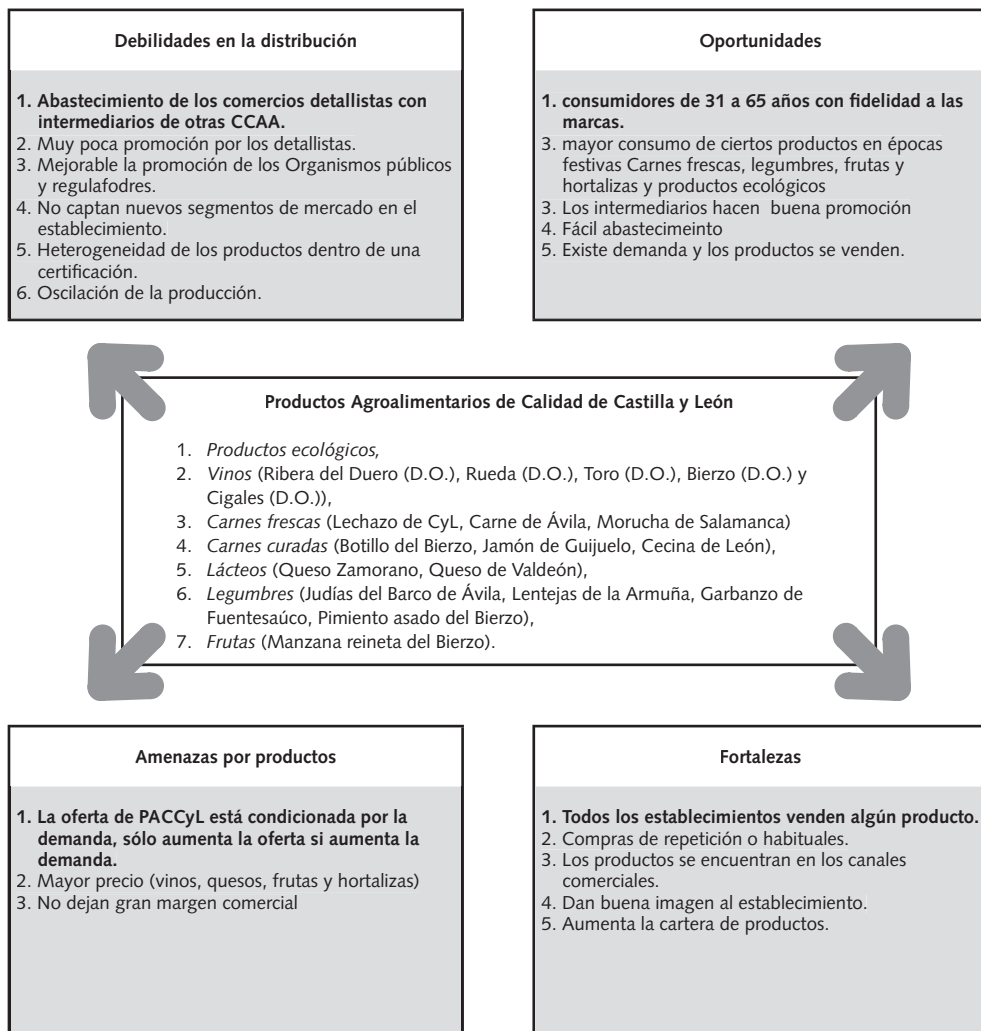 Debilidades en la distribución
1. Abastecimiento de los comercios detallistas con
intermediarios de otras CCAA.
2. Muy poca promoción por los detallistas.
3. Mejorable la promoción de los Organismos públicos
y regulafodres.
4. No captan nuevos segmentos de mercado en el
establecimiento.
5. Heterogeneidad de los productos dentro de una
certificación.
6. Oscilación de la producción.
Oportunidades
1. consumidores de 31 a 65 años con fidelidad a las
marcas.
3. mayor consumo de ciertos productos en épocas
festivas Carnes frescas, legumbres, frutas y
hortalizas y productos ecológicos
3. Los intermediarios hacen buena promoción
4. Fácil abastecimeinto
5. Existe demanda y los productos se venden.
Productos Agroalimentarios de Calidad de Castilla y León
1. Productos ecológicos,
2. Vinos (Ribera del Duero (D.O.), Rueda (D.O.), Toro (D.O.), Bierzo (D.O.) y
Cigales (D.O.)),
3. Carnes frescas (Lechazo de CyL, Carne de Ávila, Morucha de Salamanca)
4. Carnes curadas (Botillo del Bierzo, Jamón de Guijuelo, Cecina de León),
5. Lácteos (Queso Zamorano, Queso de Valdeón),
6. Legumbres (Judías del Barco de Ávila, Lentejas de la Armuña, Garbanzo de
Fuentesaúco, Pimiento asado del Bierzo),
7. Frutas (Manzana reineta del Bierzo).
Amenazas por productos
1. La oferta de PACCyL está condicionada por la
demanda, sólo aumenta la oferta si aumenta la
demanda.
2. Mayor precio (vinos, quesos, frutas y hortalizas)
3. No dejan gran margen comercial
Fortalezas
1. Todos los establecimientos venden algún producto.
2. Compras de repetición o habituales.
3. Los productos se encuentran en los canales
comerciales.
4. Dan buena imagen al establecimiento.
5. Aumenta la cartera de productos.